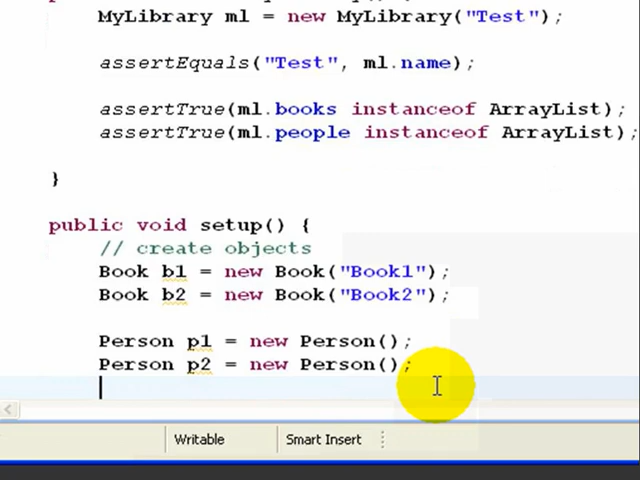 MyLibrary ml = new MyLibrary("Test");
assertEquals("Test", ml.name);
assertTrue(ml.books instanceof ArrayList);
assertTrue(ml.people instanceof ArrayList);
}
public void setup() {
// create objects
Book b1 = new Book("Book1");
Book b2 = new Book("Book2");
Person p1 = new Person();
Person p2 = new Person();
Writable Smart Insert